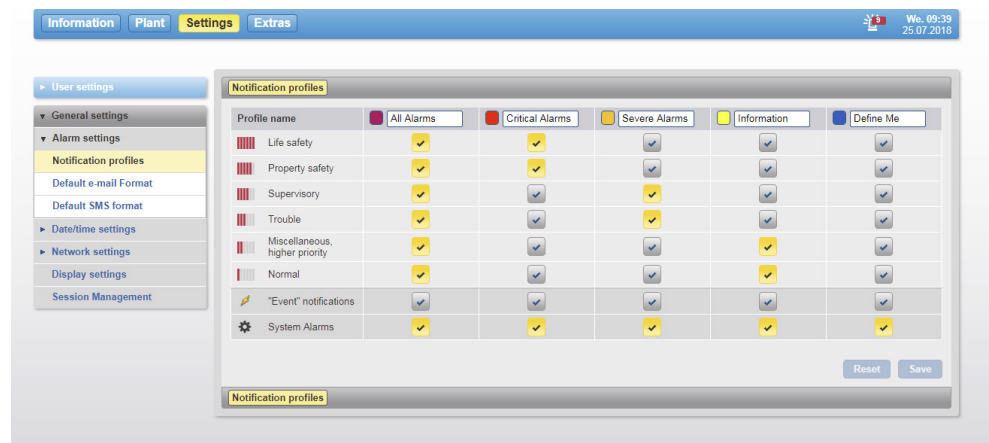 Information Plant Settings Extras
9
We. 09:39
25.07.2018
User settings
General settings
Alarm settings
Notification profiles
Default e-mail Format
Default SMS format
Date/time settings
Network settings
Display settings
Session Management
Notification profiles
Profile name All Alarms Critical Alarms Severe Alarms Information Define Me
Life safety
Property safety
Supervisory
Trouble
Miscellaneous,
higher priority
Normal
"Event" notifications
System Alarms
Reset Save
Notification profiles